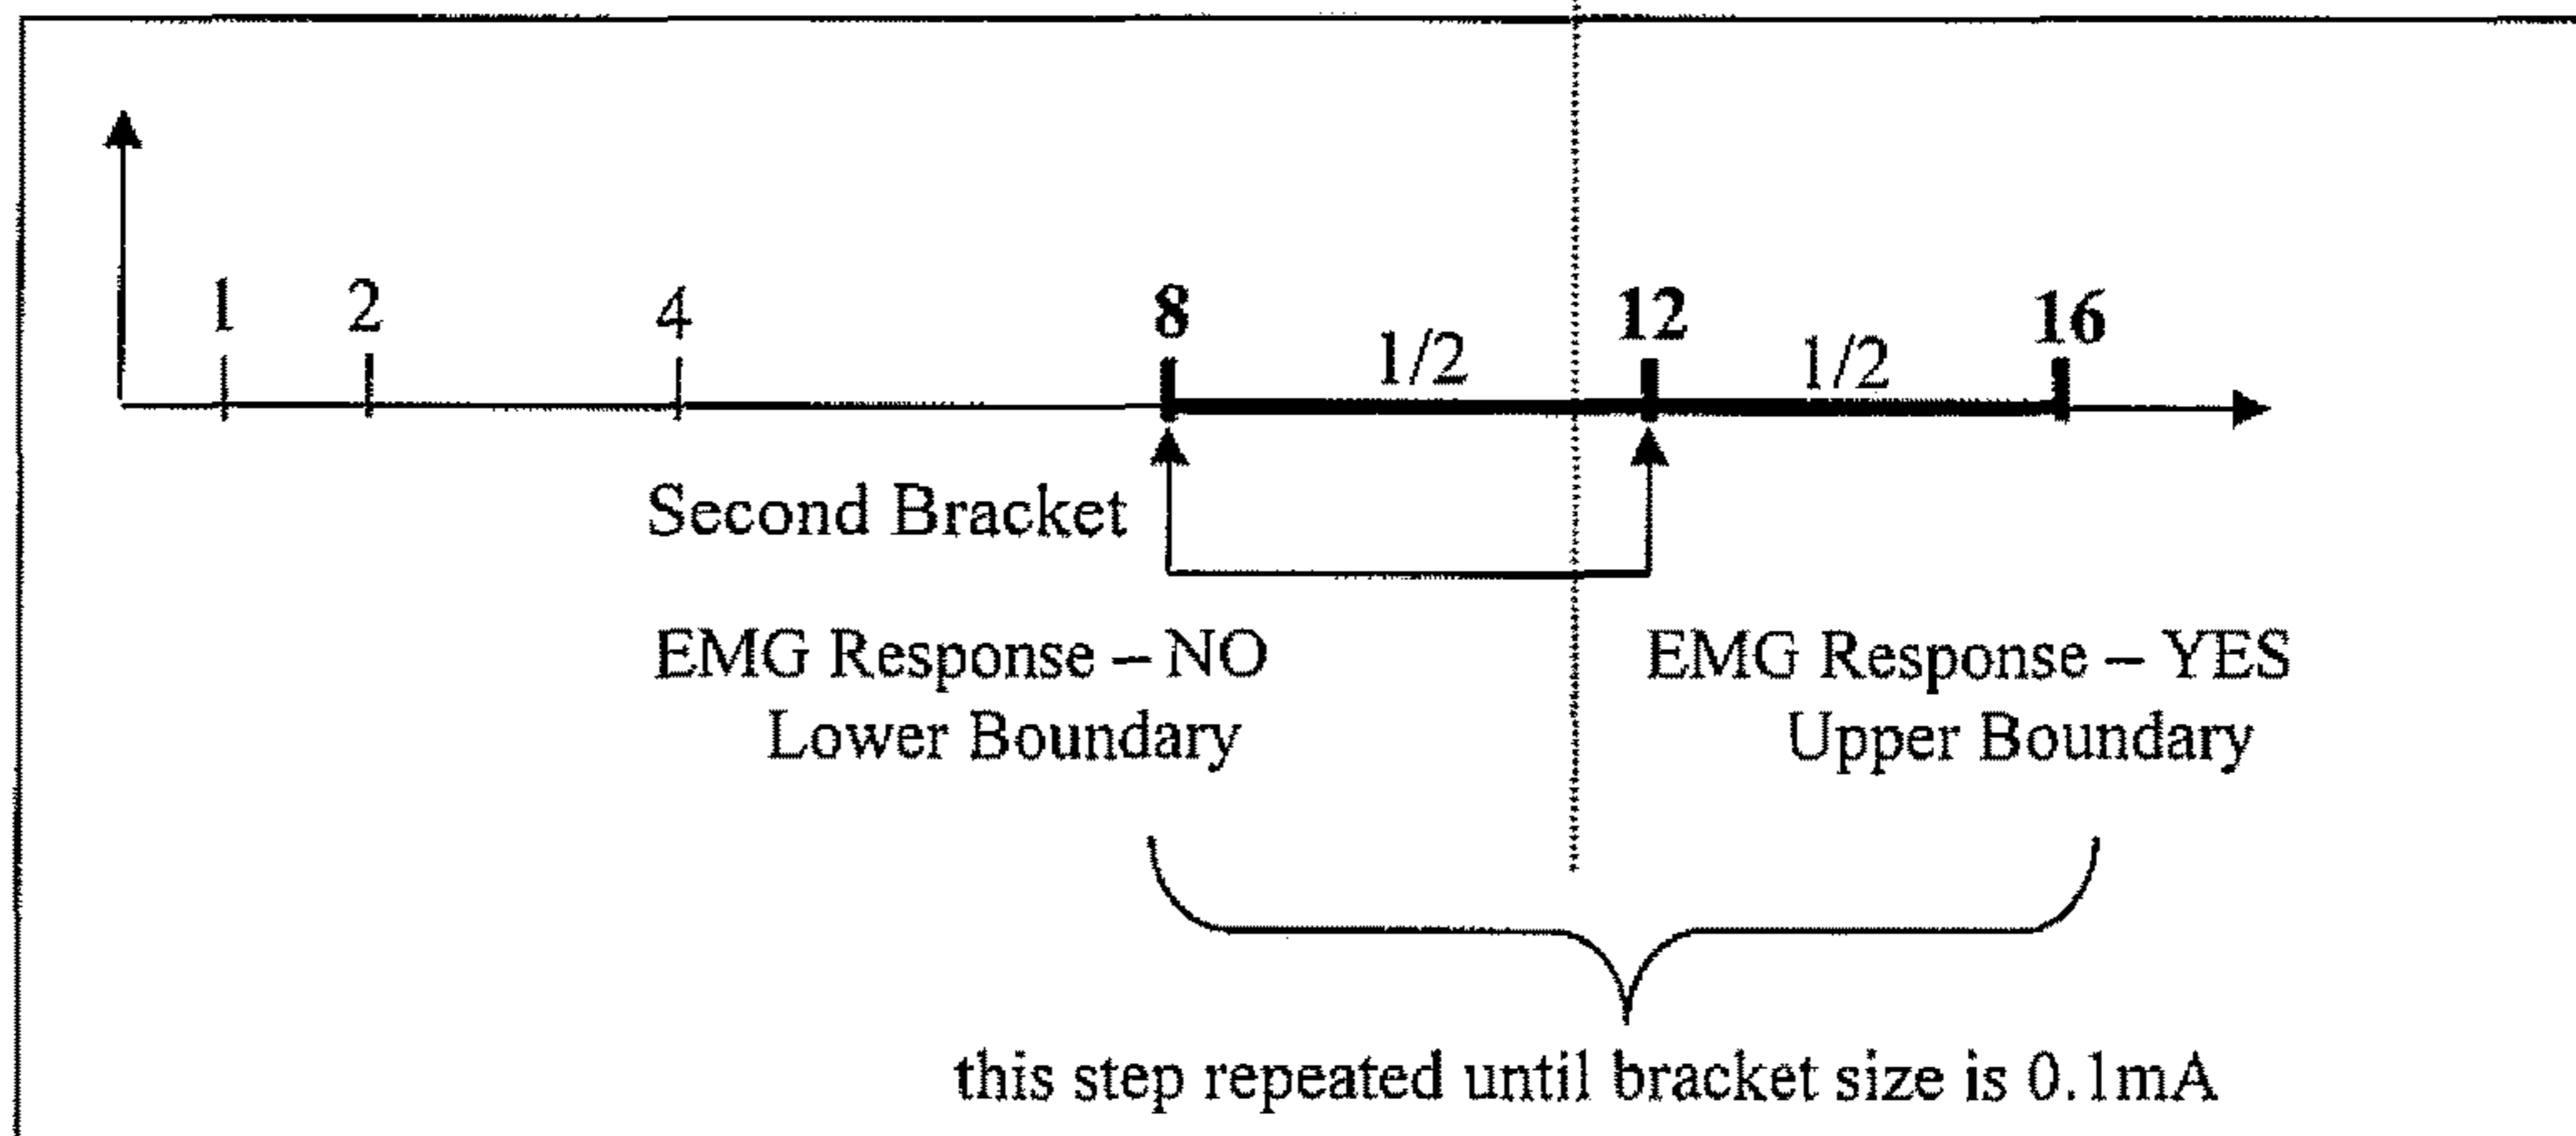 1 2 4 8 12 16
1/2 1/2
Second Bracket
EMG Response – NO
Lower Boundary
EMG Response – YES
Upper Boundary
this step repeated until bracket size is 0.1mA